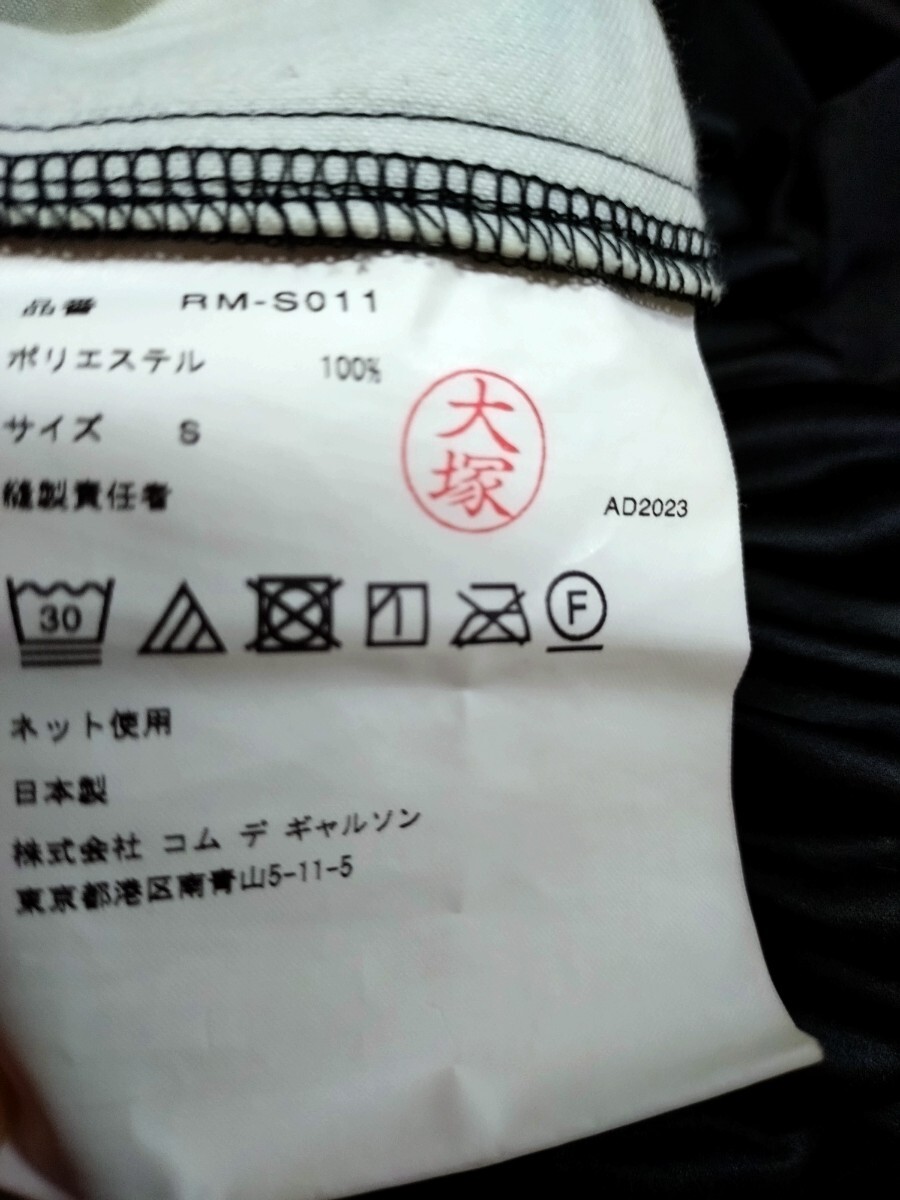 品番 RM-S011
ポリエステル 100%
サイズ S
大塚
縫製責任者
AD2023
30
F
ネット使用
日本製
株式会社 コム デ ギャルソン
東京都港区南青山5-11-5